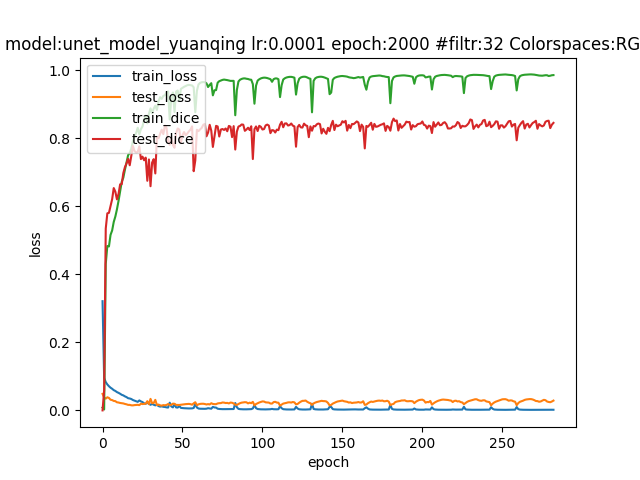 model:unet_model_yuanqing lr:0.0001 epoch:2000 #filtr:32 Colorspaces:RG
1.0
0.8
0.6
0.4
0.2
0.0
loss
train_loss
test_loss
train_dice
test_dice
0
50
100
150
200
250
epoch